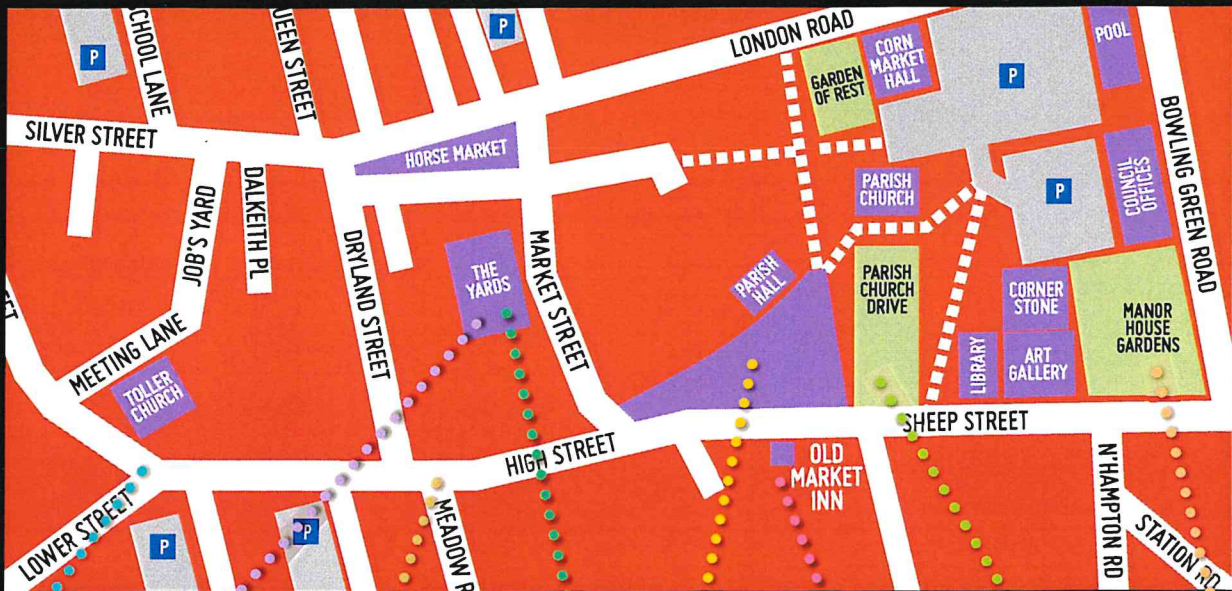 SCHOOL LANE
P
QUEEN STREET
P
LONDON ROAD
GARDEN
OF REST
CORN
MARKET
HALL
P
POOL
SILVER STREET
HORSE MARKET
BOWLING GREEN ROAD
JOB'S YARD
DALKEITH PL
DRYLAND STREET
THE
YARDS
MARKET STREET
PARISH
HALL
PARISH
CHURCH
P
COUNCIL
OFFICES
PARISH
CHURCH
DRIVE
CORNER
STONE
MANOR
HOUSE
GARDENS
LIBRARY
ART
GALLERY
MEETING LANE
TOLLER
CHURCH
SHEEP STREET
HIGH STREET
OLD
MARKET
INN
LOWER STREET
P
P
MEADOW R
N'HAMPTON RD
STATION RD